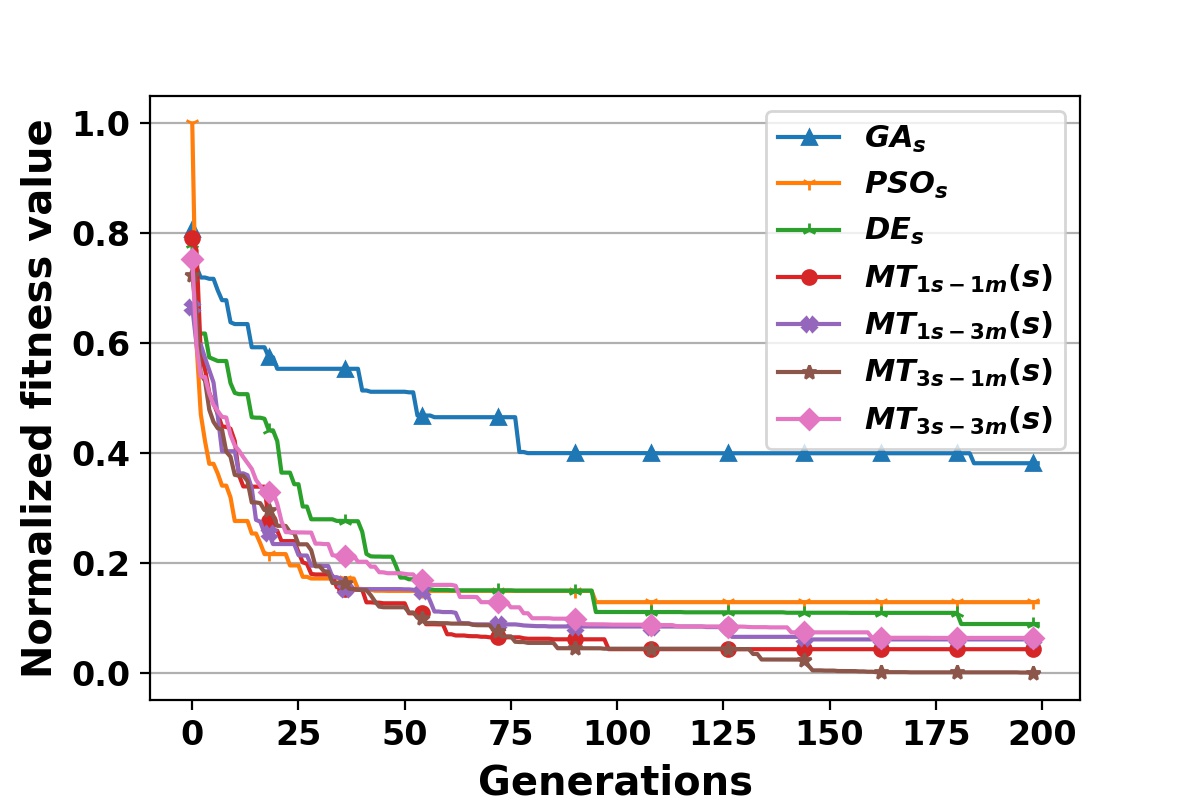 Normalized fitness value
1.0
0.8
0.6
0.4
0.2
0.0
GAs
PSOs
DEs
MT1s−1m(s)
MT1s−3m(s)
MT3s−1m(s)
MT3s−3m(s)
0 25 50 75 100 125 150 175 200
Generations